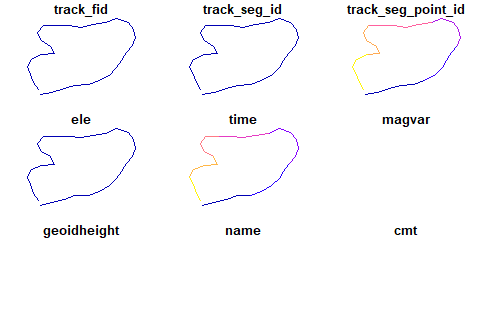 track_fid track_seg_id track_seg_point_id
ele time magvar
geoidheight name cmt